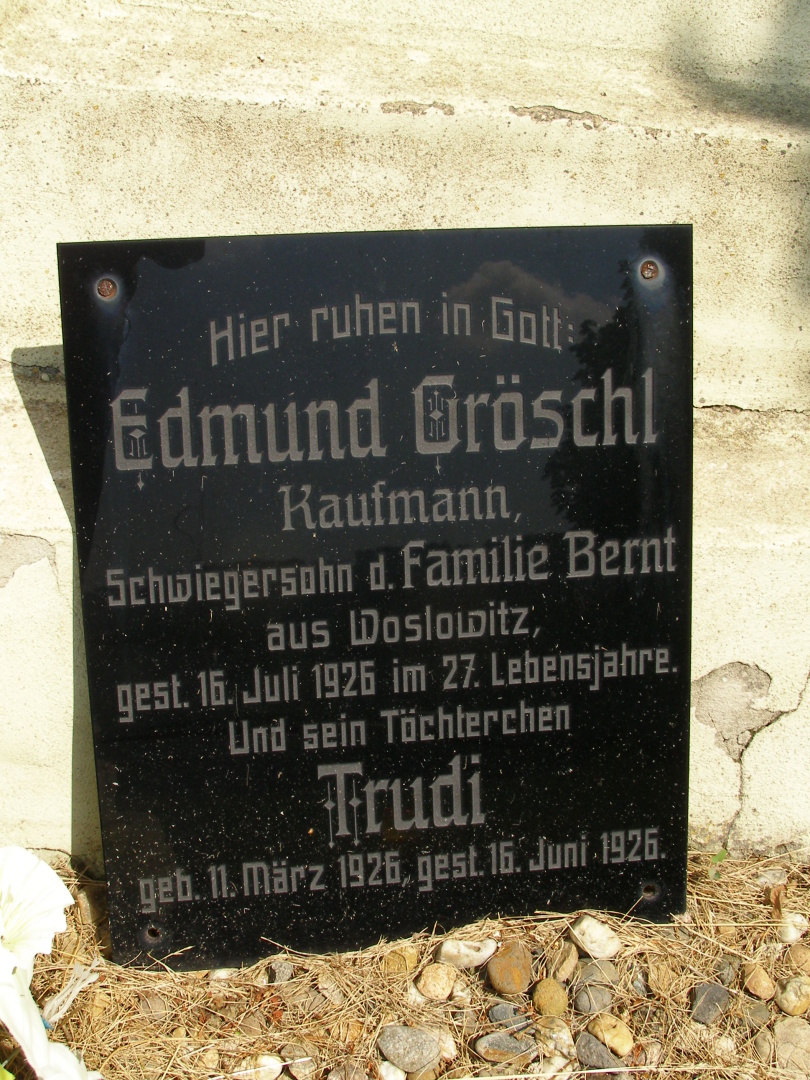 Hier ruhen in Gott:
Edmund Gröschl
Kaufmann,
Schwiegersohn d. Familie Bernt
aus Woslowitz,
gest. 16. Juli 1926 im 27. Lebensjahre.
Und sein Töchterchen
Trudi
geb. 11. März 1926, gest. 16. Juni 1926.